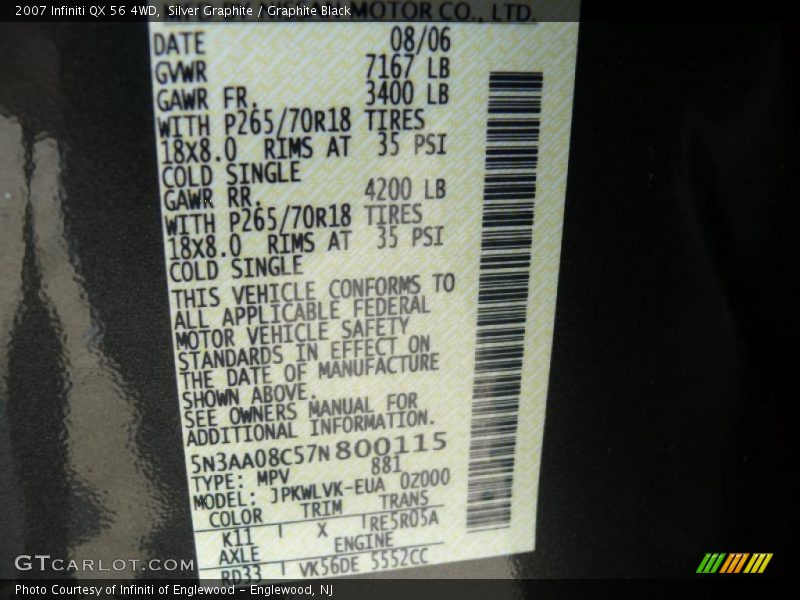 2007 Infiniti QX 56 4WD, Silver Graphite / Graphite Black
MOTOR CO., LTD.
DATE 08/06
GVWR 7167 LB
GAWR FR. 3400 LB
WITH P265/70R18 TIRES
18X8.0 RIMS AT 35 PSI
COLD SINGLE
GAWR RR. 4200 LB
WITH P265/70R18 TIRES
18X8.0 RIMS AT 35 PSI
COLD SINGLE
THIS VEHICLE CONFORMS TO
ALL APPLICABLE FEDERAL
MOTOR VEHICLE SAFETY
STANDARDS IN EFFECT ON
THE DATE OF MANUFACTURE
SHOWN ABOVE.
SEE OWNERS MANUAL FOR
ADDITIONAL INFORMATION.
5N3AA08C57N800115
TYPE: MPV 881
MODEL: JPKWLVK-EUA 0Z000
COLOR TRIM TRANS
K11 X RE5R05A
AXLE ENGINE
RD33 VK56DE 5552CC
GTCARLOT.COM
Photo Courtesy of Infiniti of Englewood - Englewood, NJ